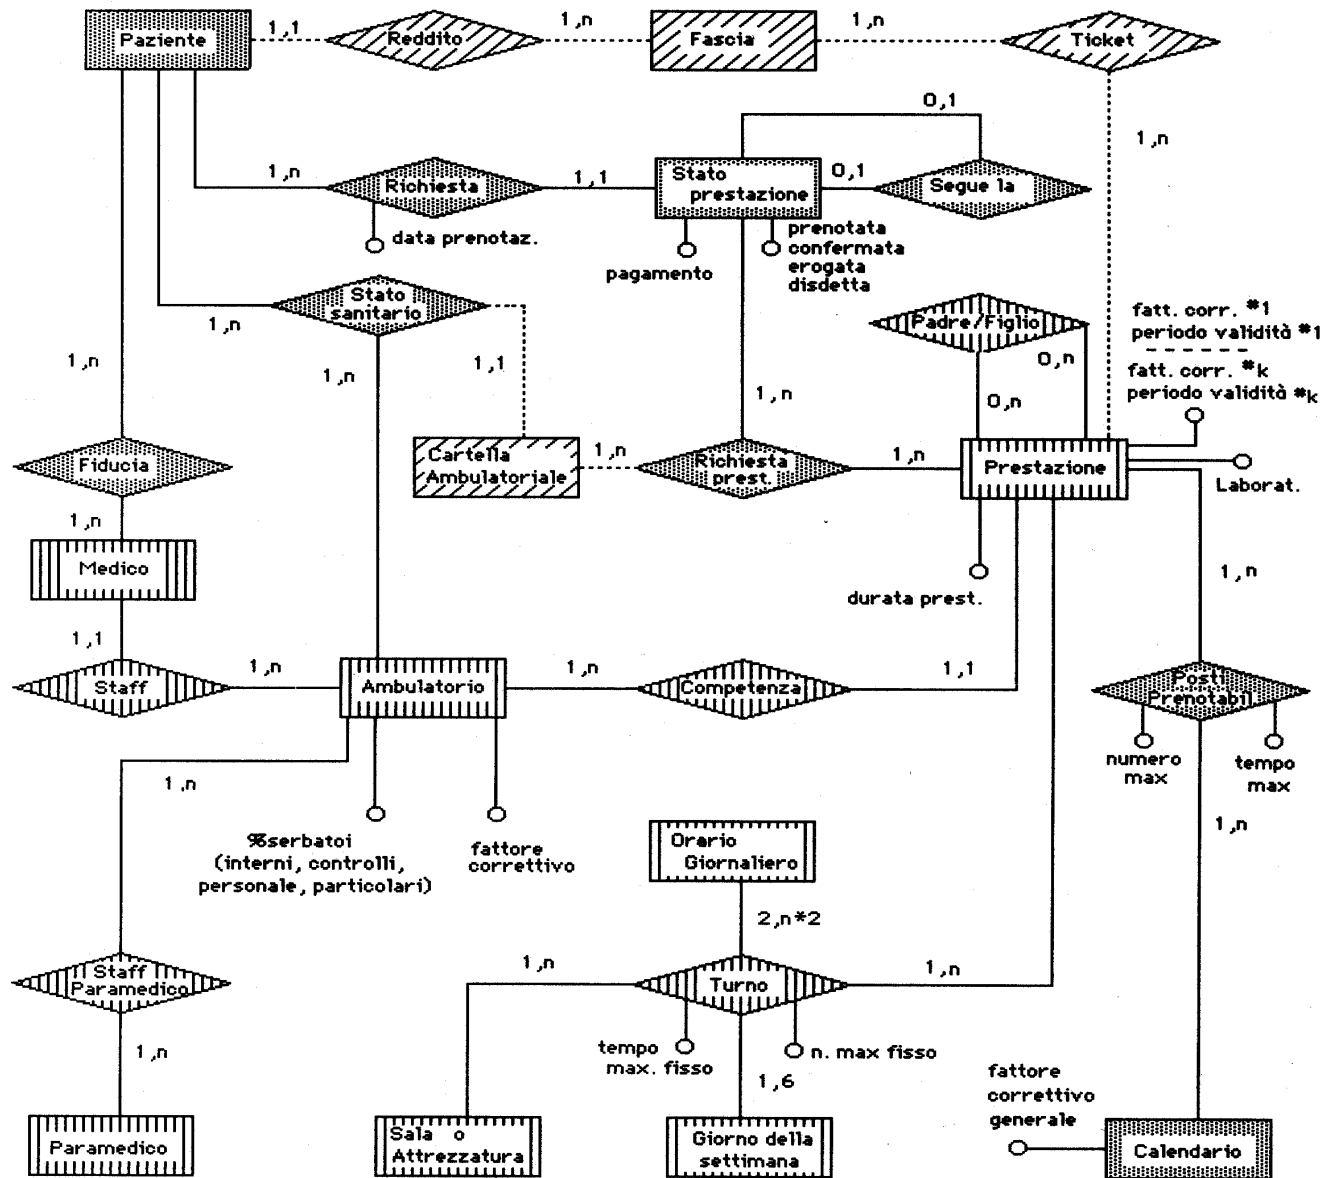 Paziente
1,1
Reddito
1,n
Fascia
1,n
Ticket
0,1
1,n
1,n
Richiesta
1,1
Stato
prestazione
0,1
Segue la
data prenotaz.
pagamento
prenotata
confermata
erogata
disdetta
Stato
sanitario
1,n
Padre/Figlio
fatt. corr. *1
periodo validità *1
fatt. corr. *k
periodo validità *k
1,n
1,n
1,1
0,n
1,n
0,n
Fiducia
Cartella
Ambulatoriale
1,n
Richiesta
prest.
1,n
Prestazione
Laborat.
1,n
Medico
durata prest.
1,n
1,1
Staff
1,n
Ambulatorio
1,n
Competenza
1,1
Posti
Prenotabil
numero
max
tempo
max
1,n
%serbatoi
(interni, controlli,
personale, particolari)
fattore
correttivo
Orario
Giornaliero
1,n
2,n*2
Staff
Paramedico
1,n
Turno
1,n
1,n
tempo
max. fisso
n. max fisso
1,6
fattore
correttivo
generale
Paramedico
Sala o
Attrezzatura
Giorno della
settimana
Calendario